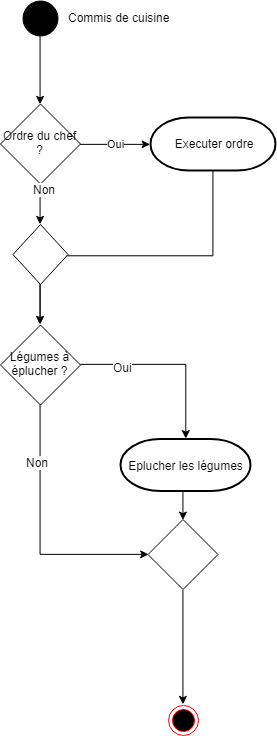 Commis de cuisine
Ordre du chef
?
Oui
Executer ordre
Non
Légumes à
éplucher ?
Oui
Non
Eplucher les légumes